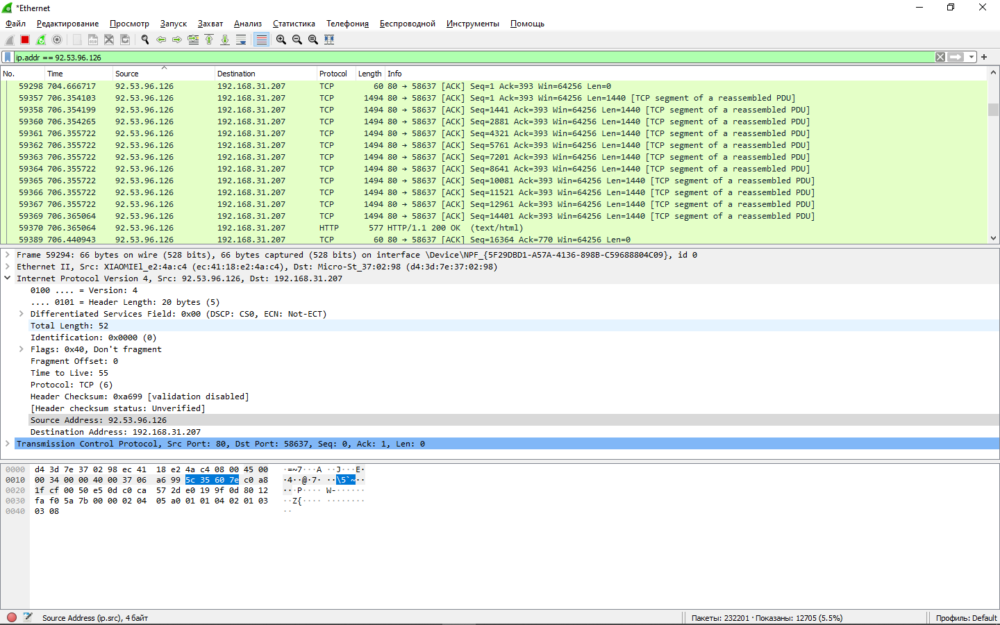 *Ethernet
Файл Редактирование Просмотр Запуск Захват Анализ Статистика Телефония Беспроводной Инструменты Помощь
ip.addr == 92.53.96.126
No. Time Source Destination Protocol Length Info
59298 704.666717 92.53.96.126 192.168.31.207 TCP 60 80 → 58637 [ACK] Seq=1 Ack=393 Win=64256 Len=0
59357 706.354103 92.53.96.126 192.168.31.207 TCP 1494 80 → 58637 [ACK] Seq=1 Ack=393 Win=64256 Len=1440 [TCP segment of a reassembled PDU]
59358 706.354199 92.53.96.126 192.168.31.207 TCP 1494 80 → 58637 [ACK] Seq=1441 Ack=393 Win=64256 Len=1440 [TCP segment of a reassembled PDU]
59360 706.354265 92.53.96.126 192.168.31.207 TCP 1494 80 → 58637 [ACK] Seq=2881 Ack=393 Win=64256 Len=1440 [TCP segment of a reassembled PDU]
59361 706.355722 92.53.96.126 192.168.31.207 TCP 1494 80 → 58637 [ACK] Seq=4321 Ack=393 Win=64256 Len=1440 [TCP segment of a reassembled PDU]
59362 706.355722 92.53.96.126 192.168.31.207 TCP 1494 80 → 58637 [ACK] Seq=5761 Ack=393 Win=64256 Len=1440 [TCP segment of a reassembled PDU]
59363 706.355722 92.53.96.126 192.168.31.207 TCP 1494 80 → 58637 [ACK] Seq=7201 Ack=393 Win=64256 Len=1440 [TCP segment of a reassembled PDU]
59364 706.355722 92.53.96.126 192.168.31.207 TCP 1494 80 → 58637 [ACK] Seq=8641 Ack=393 Win=64256 Len=1440 [TCP segment of a reassembled PDU]
59365 706.355722 92.53.96.126 192.168.31.207 TCP 1494 80 → 58637 [ACK] Seq=10081 Ack=393 Win=64256 Len=1440 [TCP segment of a reassembled PDU]
59366 706.355722 92.53.96.126 192.168.31.207 TCP 1494 80 → 58637 [ACK] Seq=11521 Ack=393 Win=64256 Len=1440 [TCP segment of a reassembled PDU]
59367 706.355722 92.53.96.126 192.168.31.207 TCP 1494 80 → 58637 [ACK] Seq=12961 Ack=393 Win=64256 Len=1440 [TCP segment of a reassembled PDU]
59369 706.365064 92.53.96.126 192.168.31.207 TCP 1494 80 → 58637 [ACK] Seq=14401 Ack=393 Win=64256 Len=1440 [TCP segment of a reassembled PDU]
59370 706.365064 92.53.96.126 192.168.31.207 HTTP 577 HTTP/1.1 200 OK (text/html)
59389 706.440943 92.53.96.126 192.168.31.207 TCP 60 80 → 58637 [ACK] Seq=16364 Ack=770 Win=64256 Len=0
Frame 59294: 66 bytes on wire (528 bits), 66 bytes captured (528 bits) on interface \Device\NPF_{5F29DBD1-A57A-4136-898B-C59688804C09}, id 0
Ethernet II, Src: XIAOMIEl_e2:4a:c4 (ec:41:18:e2:4a:c4), Dst: Micro-St_37:02:98 (d4:3d:7e:37:02:98)
Internet Protocol Version 4, Src: 92.53.96.126, Dst: 192.168.31.207
0100 .... = Version: 4
.... 0101 = Header Length: 20 bytes (5)
Differentiated Services Field: 0x00 (DSCP: CS0, ECN: Not-ECT)
Total Length: 52
Identification: 0x0000 (0)
Flags: 0x40, Don't fragment
Fragment Offset: 0
Time to Live: 55
Protocol: TCP (6)
Header Checksum: 0xa699 [validation disabled]
[Header checksum status: Unverified]
Source Address: 92.53.96.126
Destination Address: 192.168.31.207
Transmission Control Protocol, Src Port: 80, Dst Port: 58637, Seq: 0, Ack: 1, Len: 0
0000 d4 3d 7e 37 02 98 ec 41 18 e2 4a c4 08 00 45 00 ·=~7···A ··J···E·
0010 00 34 00 00 40 00 37 06 a6 99 5c 35 60 7e c0 a8 ·4··@·7· ··\5`~··
0020 1f cf 00 50 e5 0d c0 ca 57 2d e0 19 9f 0d 80 12 ···P···· W-······
0030 fa f0 5a 7b 00 00 02 04 05 a0 01 01 04 02 01 03 ··Z{···· ········
0040 03 08 ··
Source Address (ip.src), 4 байт Пакеты: 232201 · Показаны: 12705 (5.5%) Профиль: Default